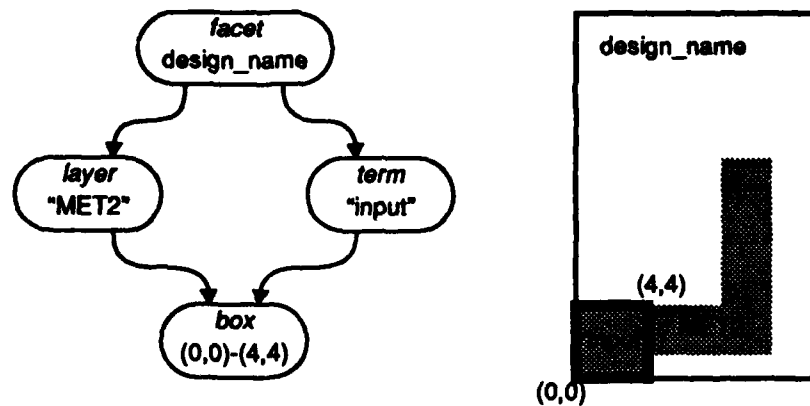 facet
design_name
layer
"MET2"
term
"input"
box
(0,0)-(4,4)
design_name
(4,4)
(0,0)